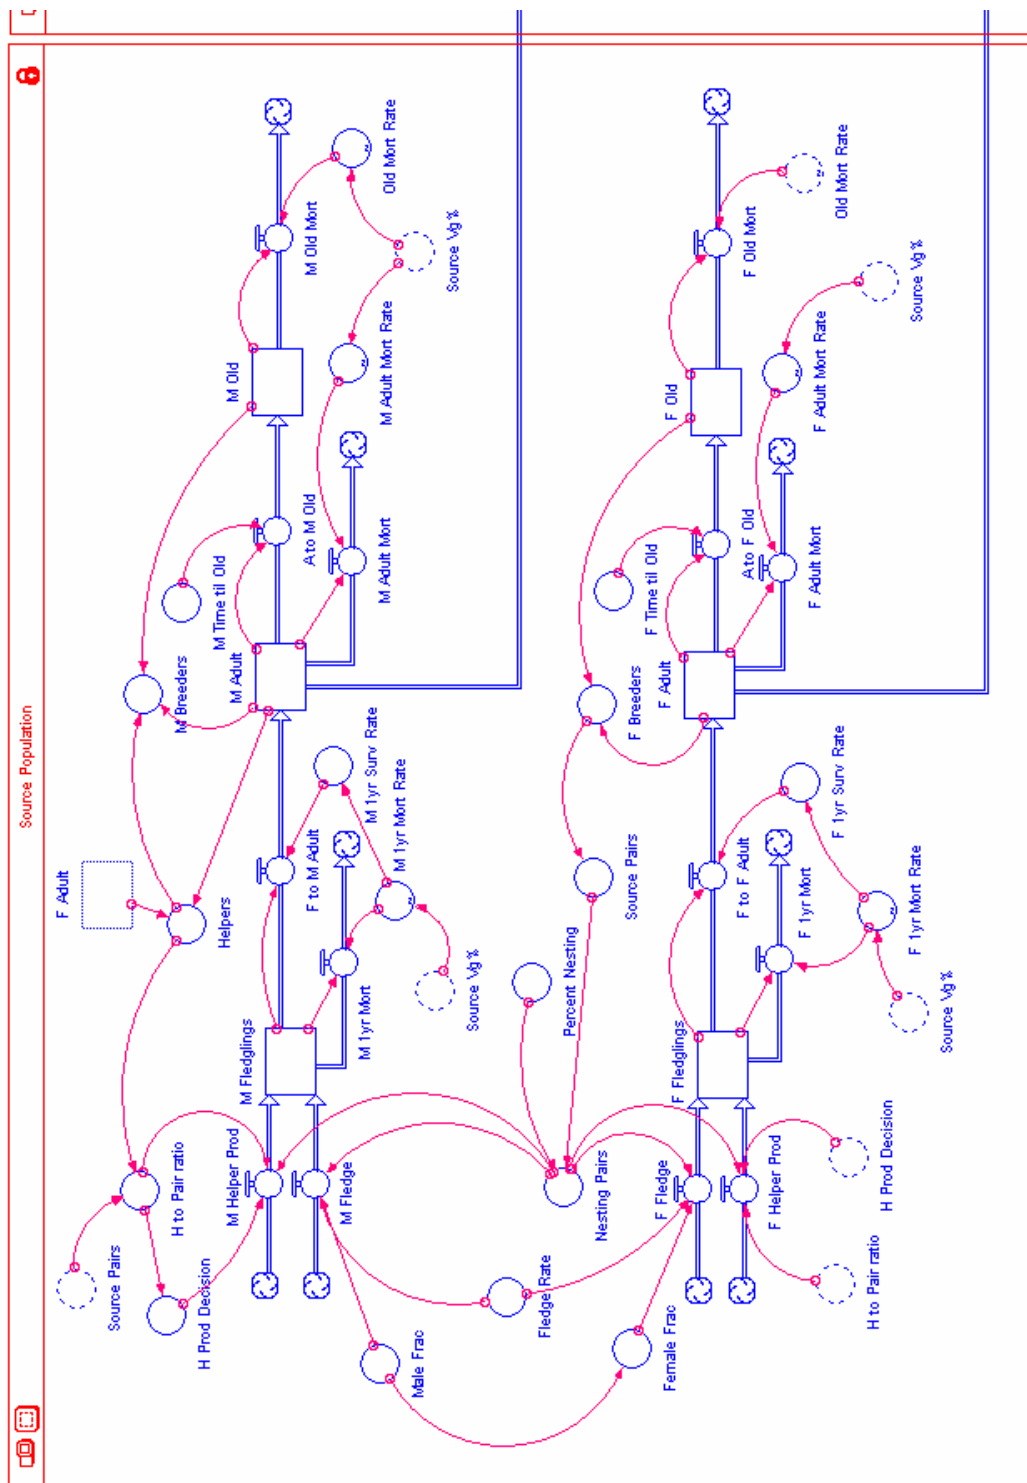 Source Population
Old Mort Rate
M Old Mort
Source Vg%
M Old
M Adult Mort Rate
A to M Old
M Time til Old
M Adult Mort
M Adult
M Breeders
M 1yr Surv Rate
F Adult
M 1yr Mort Rate
F to M Adult
Helpers
Source Vg%
M 1yr Mort
M Fledglings
M Helper Prod
M Fledge
H to Pair ratio
Source Pairs
H Prod Decision
Male Frac
Fledge Rate
Female Frac
Nesting Pairs
Percent Nesting
Source Pairs
Old Mort Rate
F Old Mort
Source Vg%
F Old
F Adult Mort Rate
A to F Old
F Time til Old
F Adult Mort
F Adult
F Breeders
F 1yr Surv Rate
F to F Adult
F 1yr Mort
F 1yr Mort Rate
Source Vg%
F Fledglings
F Fledge
F Helper Prod
H Prod Decision
H to Pair ratio